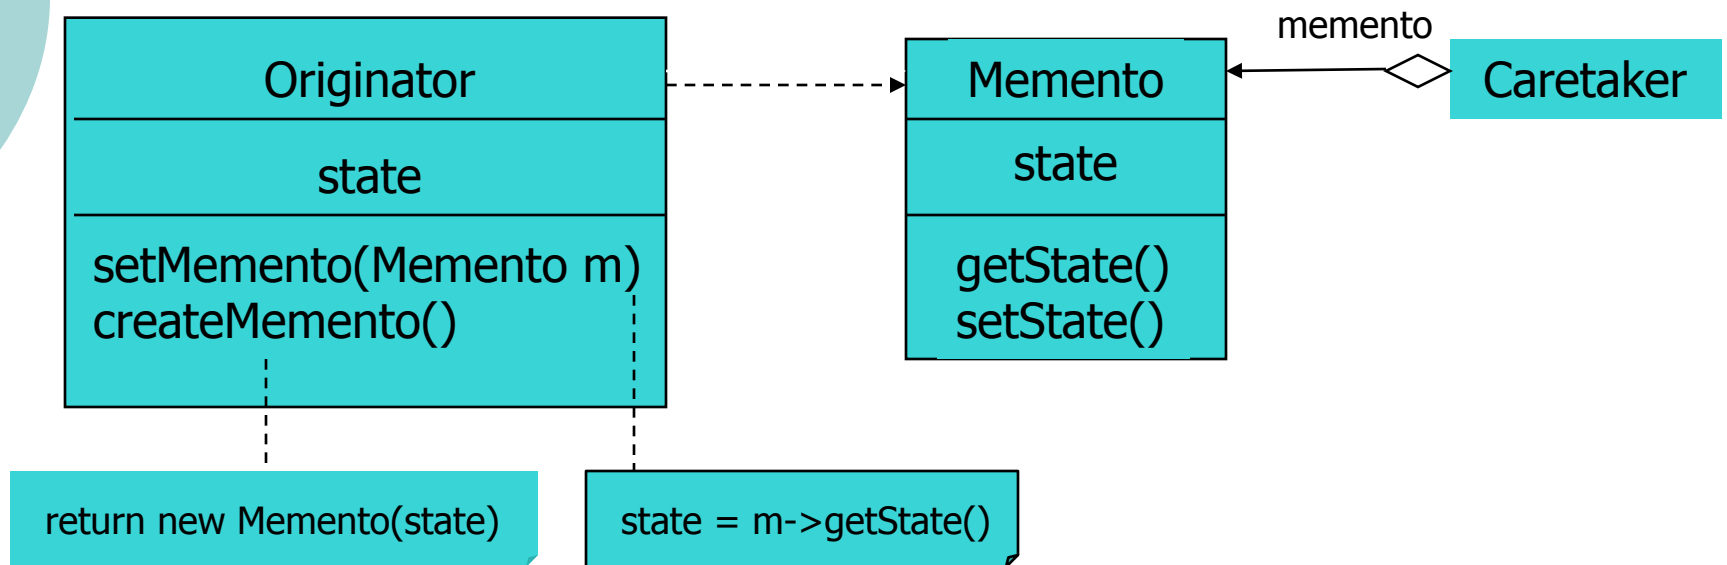 Originator
state
setMemento(Memento m)
createMemento()
return new Memento(state)
state = m->getState()
Memento
state
getState()
setState()
memento
Caretaker